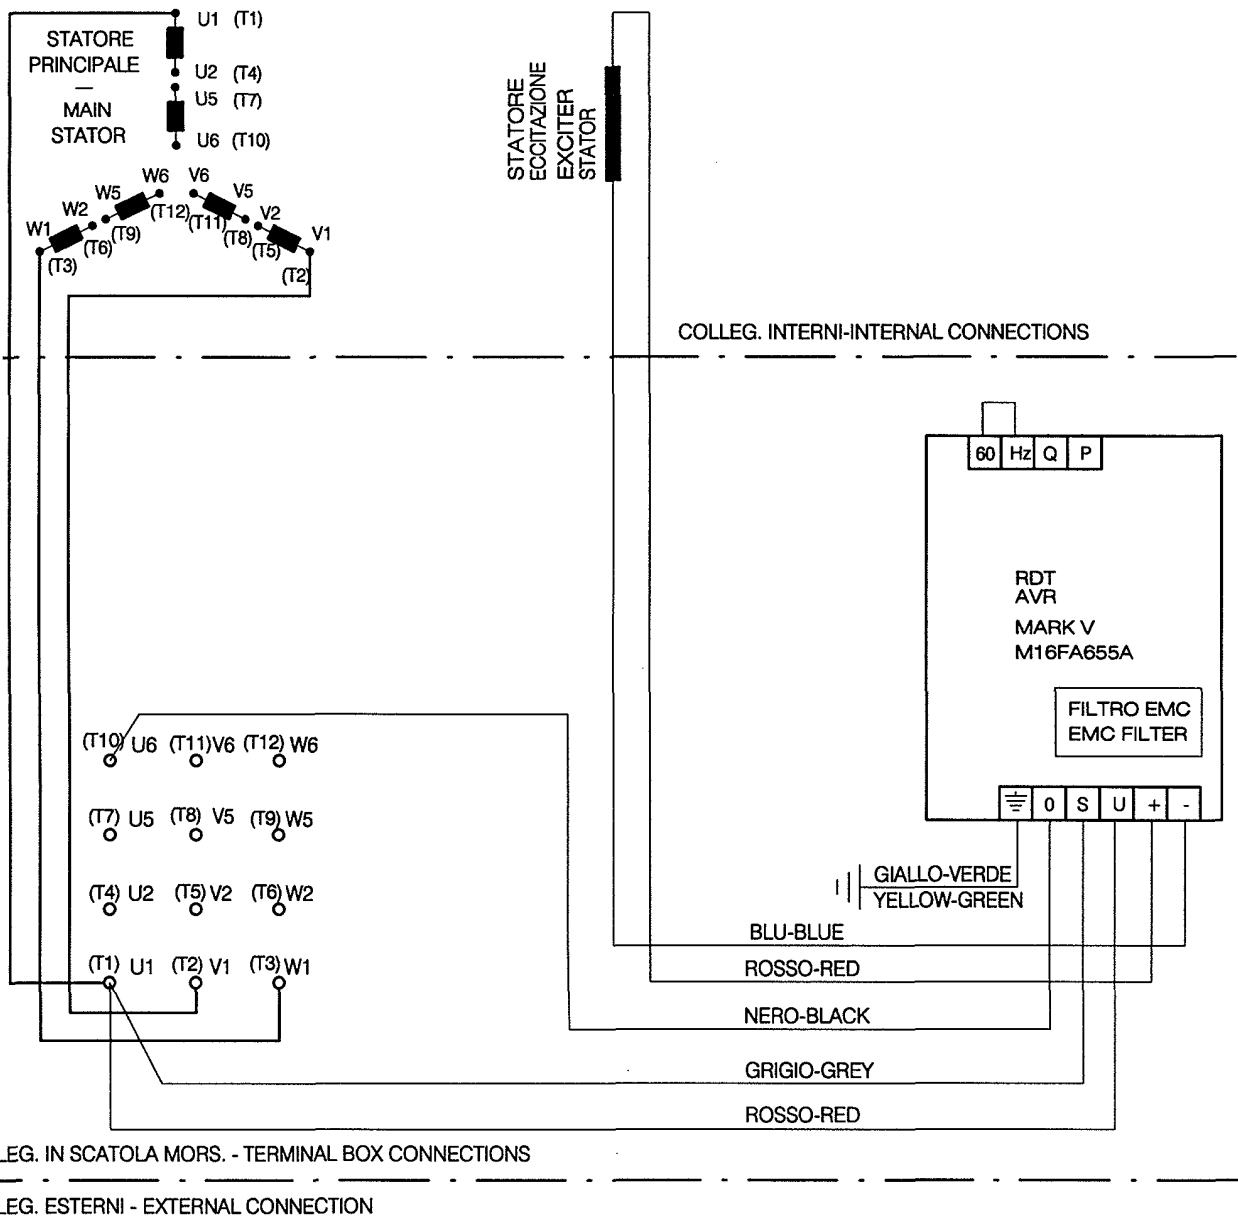 U1 (T1)
STATORE
PRINCIPALE
—
MAIN
STATOR
U2 (T4)
U5 (T7)
U6 (T10)
W6 V6
W5 V5
W2 V2
W1 V1
(T12) (T11)
(T9) (T8)
(T6) (T5)
(T3) (T2)
STATORE
ECCITAZIONE
EXCITER
STATOR
COLLEG. INTERNI-INTERNAL CONNECTIONS
60 Hz Q P
RDT
AVR
MARK V
M16FA655A
FILTRO EMC
EMC FILTER
0 S U + -
(T10) U6 (T11) V6 (T12) W6
(T7) U5 (T8) V5 (T9) W5
(T4) U2 (T5) V2 (T6) W2
(T1) U1 (T2) V1 (T3) W1
GIALLO-VERDE
YELLOW-GREEN
BLU-BLUE
ROSSO-RED
NERO-BLACK
GRIGIO-GREY
ROSSO-RED
LEG. IN SCATOLA MORS. - TERMINAL BOX CONNECTIONS
LEG. ESTERNI - EXTERNAL CONNECTION